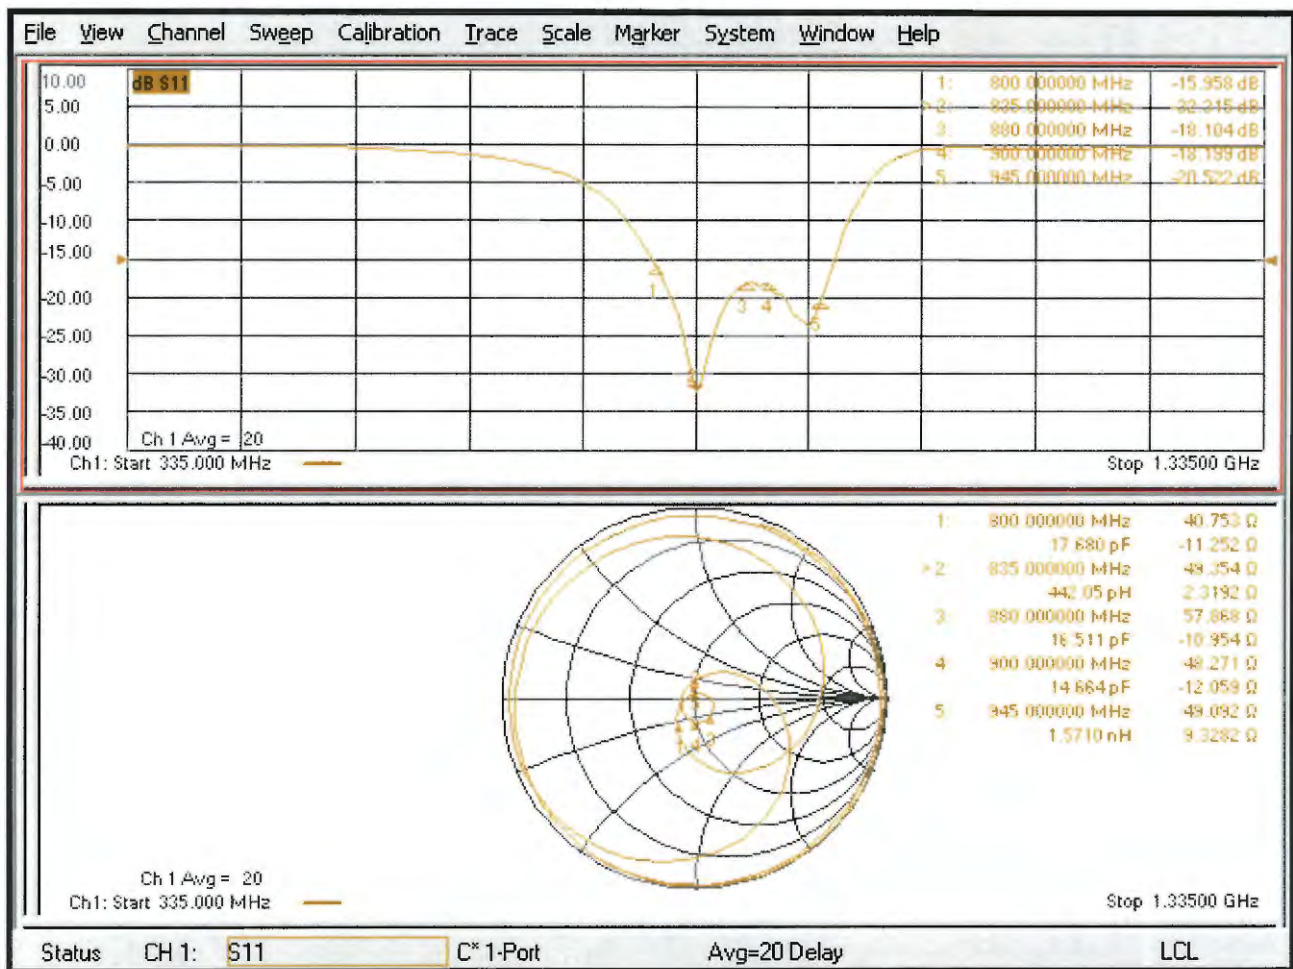 File View Channel Sweep Calibration Trace Scale Marker System Window Help
10.00
5.00
0.00
-5.00
-10.00
-15.00
-20.00
-25.00
-30.00
-35.00
-40.00
dB S11
1: 800.000000 MHz -15.958 dB
> 2: 835.000000 MHz -32.215 dB
3: 880.000000 MHz -18.104 dB
4: 900.000000 MHz -18.199 dB
5: 945.000000 MHz -20.522 dB
1
3
4
5
Ch 1 Avg = 20
Ch1: Start 335.000 MHz
Stop 1.33500 GHz
1: 800.000000 MHz 40.753 Ω
17.680 pF -11.252 Ω
> 2: 835.000000 MHz 49.354 Ω
442.05 pH 2.3192 Ω
3: 880.000000 MHz 57.868 Ω
16.511 pF -10.954 Ω
4: 900.000000 MHz 48.271 Ω
14.664 pF -12.059 Ω
5: 945.000000 MHz 49.092 Ω
1.5710 nH 9.3282 Ω
Ch 1 Avg = 20
Ch1: Start 335.000 MHz
Stop 1.33500 GHz
Status CH 1: S11 C* 1-Port Avg=20 Delay LCL